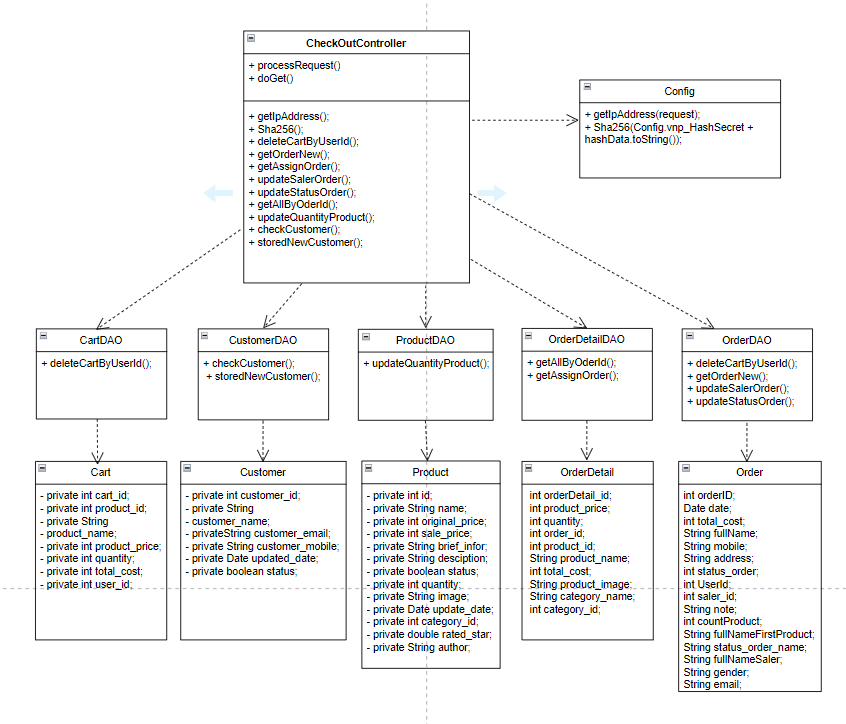 CheckOutController
+ processRequest()
+ doGet()
+ getIpAddress();
+ Sha256();
+ deleteCartByUserId();
+ getOrderNew();
+ getAssignOrder();
+ updateSalerOrder();
+ updateStatusOrder();
+ getAllByOderId();
+ updateQuantityProduct();
+ checkCustomer();
+ storedNewCustomer();
Config
+ getIpAddress(request);
+ Sha256(Config.vnp_HashSecret +
hashData.toString());
CartDAO
+ deleteCartByUserId();
CustomerDAO
+ checkCustomer();
+ storedNewCustomer();
ProductDAO
+ updateQuantityProduct();
OrderDetailDAO
+ getAllByOderId();
+ getAssignOrder();
OrderDAO
+ deleteCartByUserId();
+ getOrderNew();
+ updateSalerOrder();
+ updateStatusOrder();
Cart
- private int cart_id;
- private int product_id;
- private String
- product_name;
- private int product_price;
- private int quantity;
- private int total_cost;
- private int user_id;
Customer
- private int customer_id;
- private String
- customer_name;
- privateString customer_email;
- private String customer_mobile;
- private Date updated_date;
- private boolean status;
Product
- private int id;
- private String name;
- private int original_price;
- private int sale_price;
- private String brief_infor;
- private String desciption;
- private boolean status;
- private int quantity;
- private String image;
- private Date update_date;
- private int category_id;
- private double rated_star;
- private String author;
OrderDetail
int orderDetail_id;
int product_price;
int quantity;
int order_id;
int product_id;
String product_name;
int total_cost;
String product_image;
String category_name;
int category_id;
Order
int orderID;
Date date;
int total_cost;
String fullName;
String mobile;
String address;
int status_order;
int UserId;
int saler_id;
String note;
int countProduct;
String fullNameFirstProduct;
String status_order_name;
String fullNameSaler;
String gender;
String email;